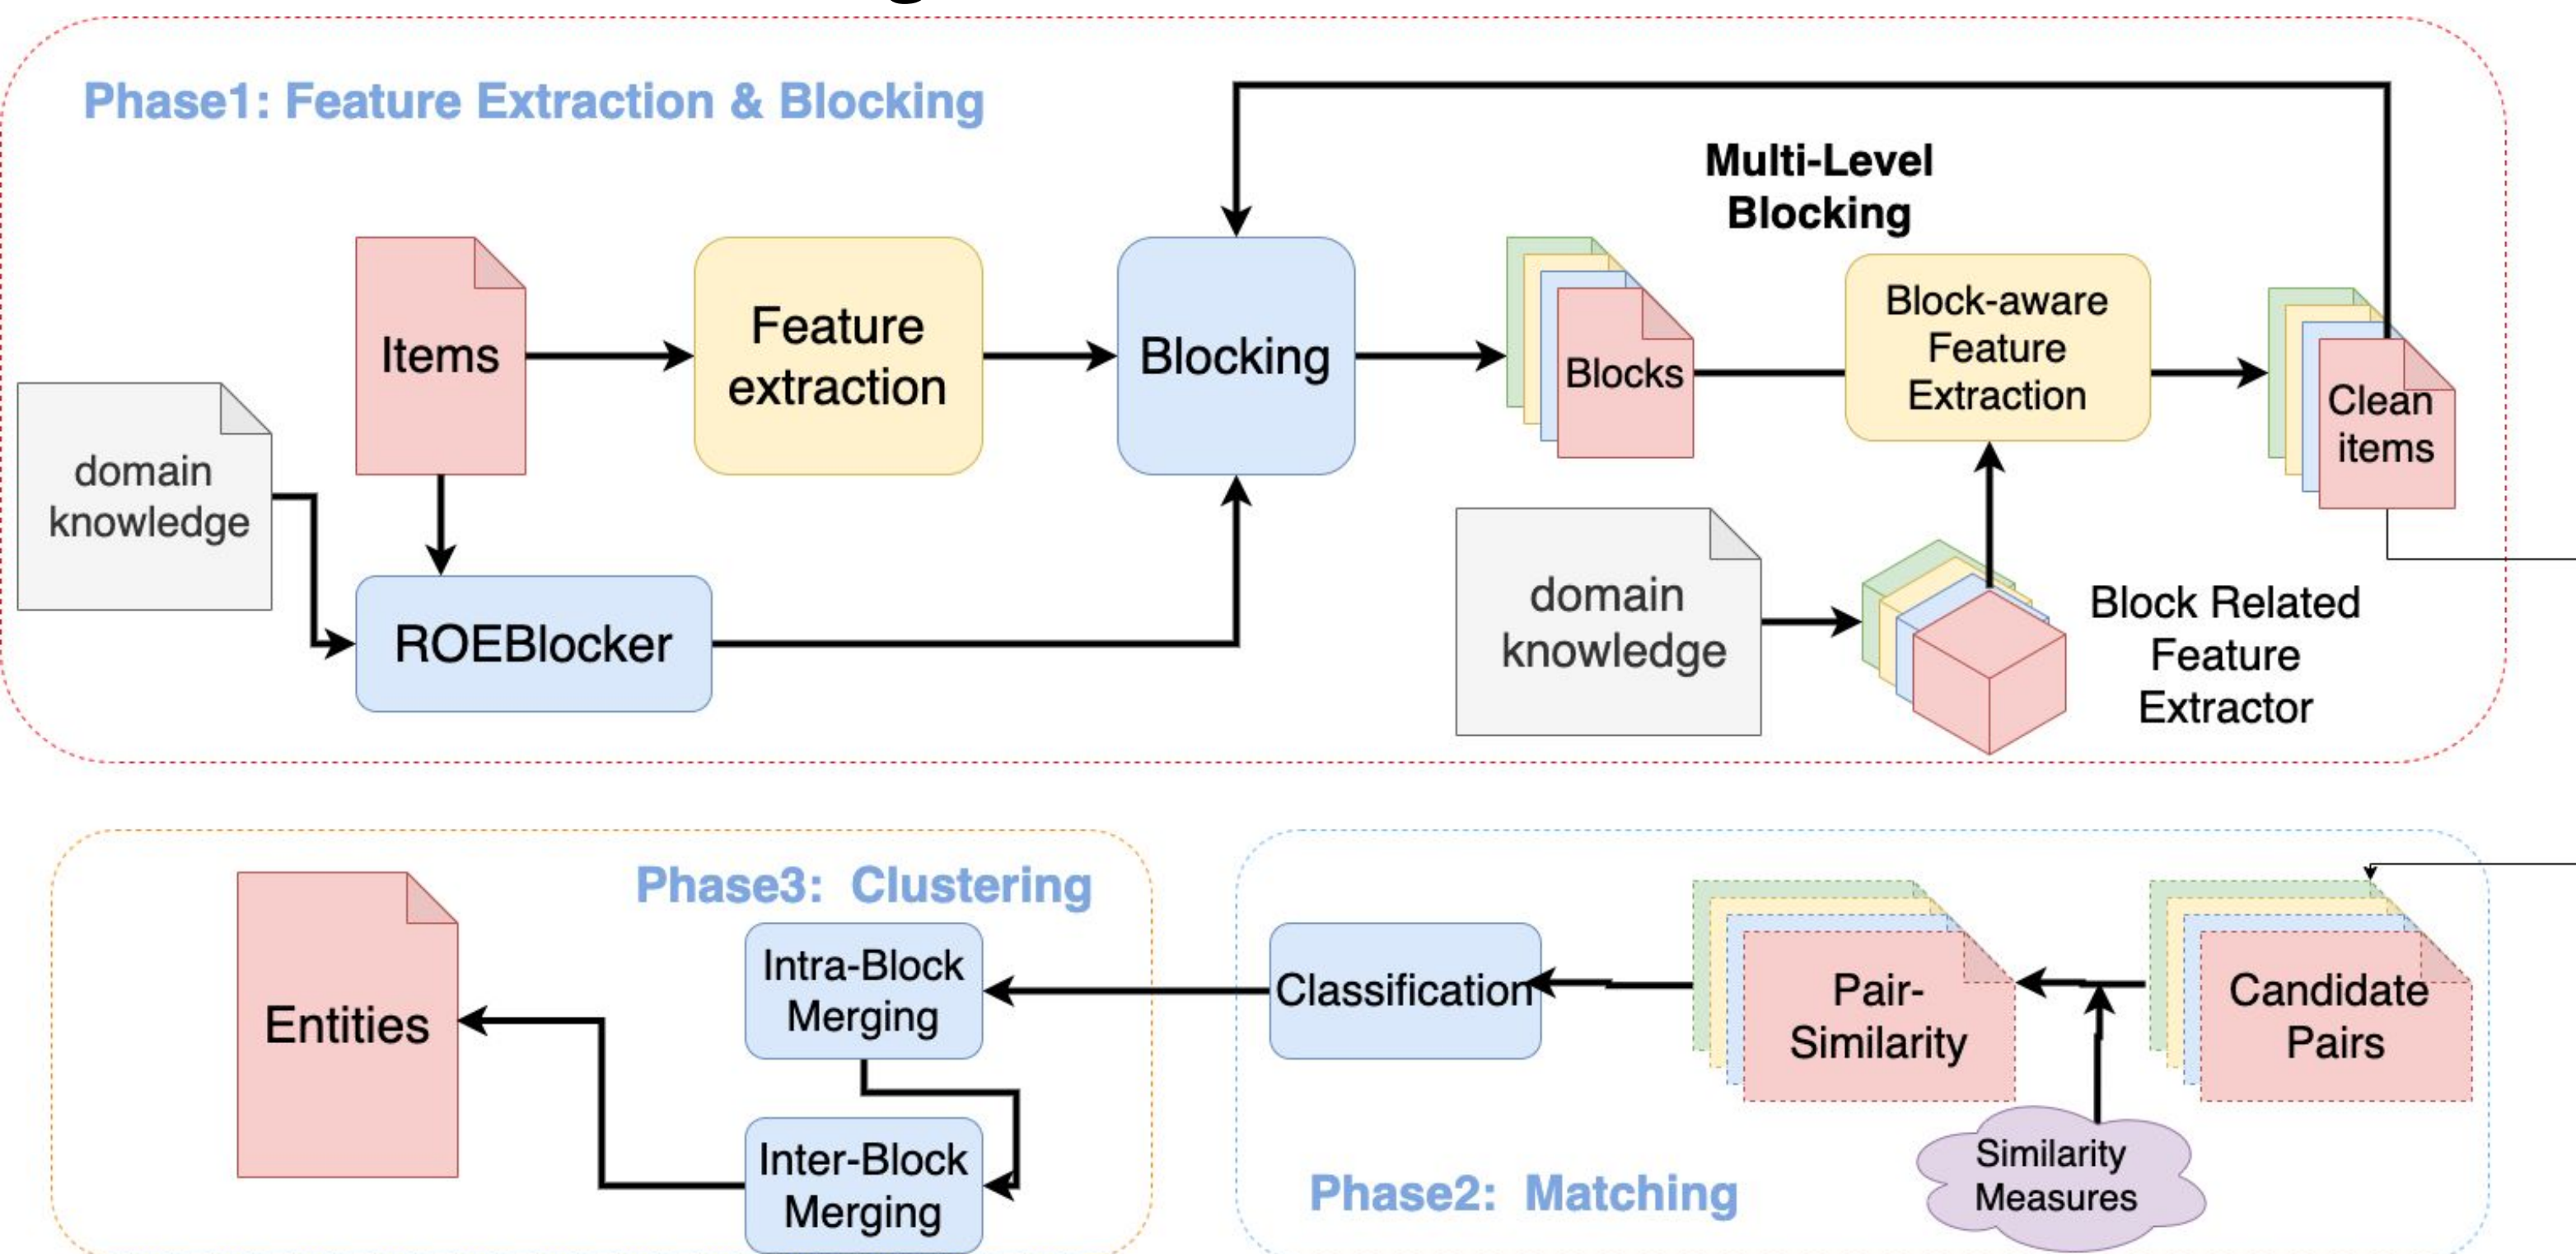 Phase1: Feature Extraction & Blocking
Multi-Level
Blocking
Items
Feature
extraction
Blocking
Blocks
Block-aware
Feature
Extraction
Clean
items
domain
knowledge
ROEBlocker
domain
knowledge
Block Related
Feature
Extractor
Phase3: Clustering
Entities
Intra-Block
Merging
Inter-Block
Merging
Classification
Pair-
Similarity
Candidate
Pairs
Similarity
Measures
Phase2: Matching